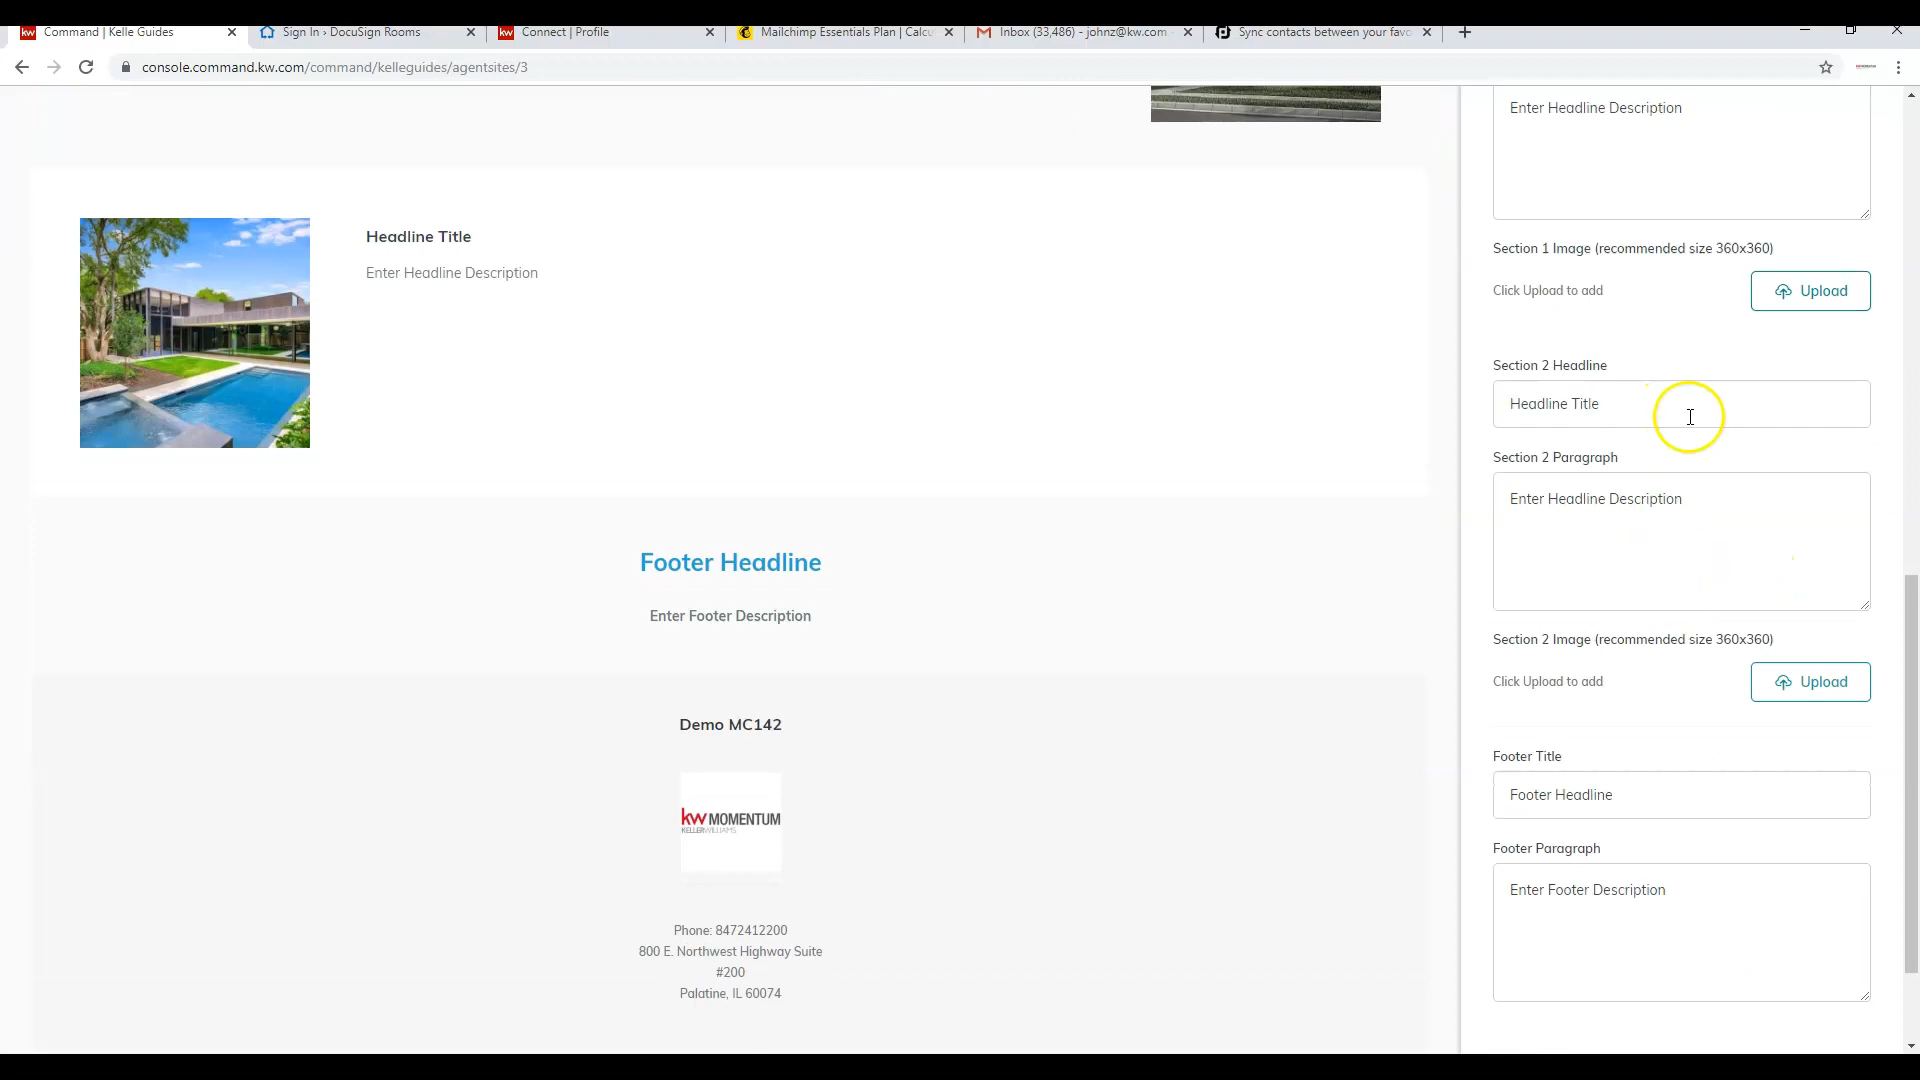 kw Command | Kelle Guides
Sign In › DocuSign Rooms
kw Connect | Profile
Mailchimp Essentials Plan | Calcu
Inbox (33,486) - johnz@kw.com
Sync contacts between your favo
console.command.kw.com/command/kelleguides/agentsites/3
Headline Title
Enter Headline Description
Footer Headline
Enter Footer Description
Demo MC142
kw MOMENTUM
KELLERWILLIAMS
Phone: 8472412200
800 E. Northwest Highway Suite
#200
Palatine, IL 60074
Enter Headline Description
Section 1 Image (recommended size 360x360)
Click Upload to add
Upload
Section 2 Headline
Headline Title
Section 2 Paragraph
Enter Headline Description
Section 2 Image (recommended size 360x360)
Click Upload to add
Upload
Footer Title
Footer Headline
Footer Paragraph
Enter Footer Description